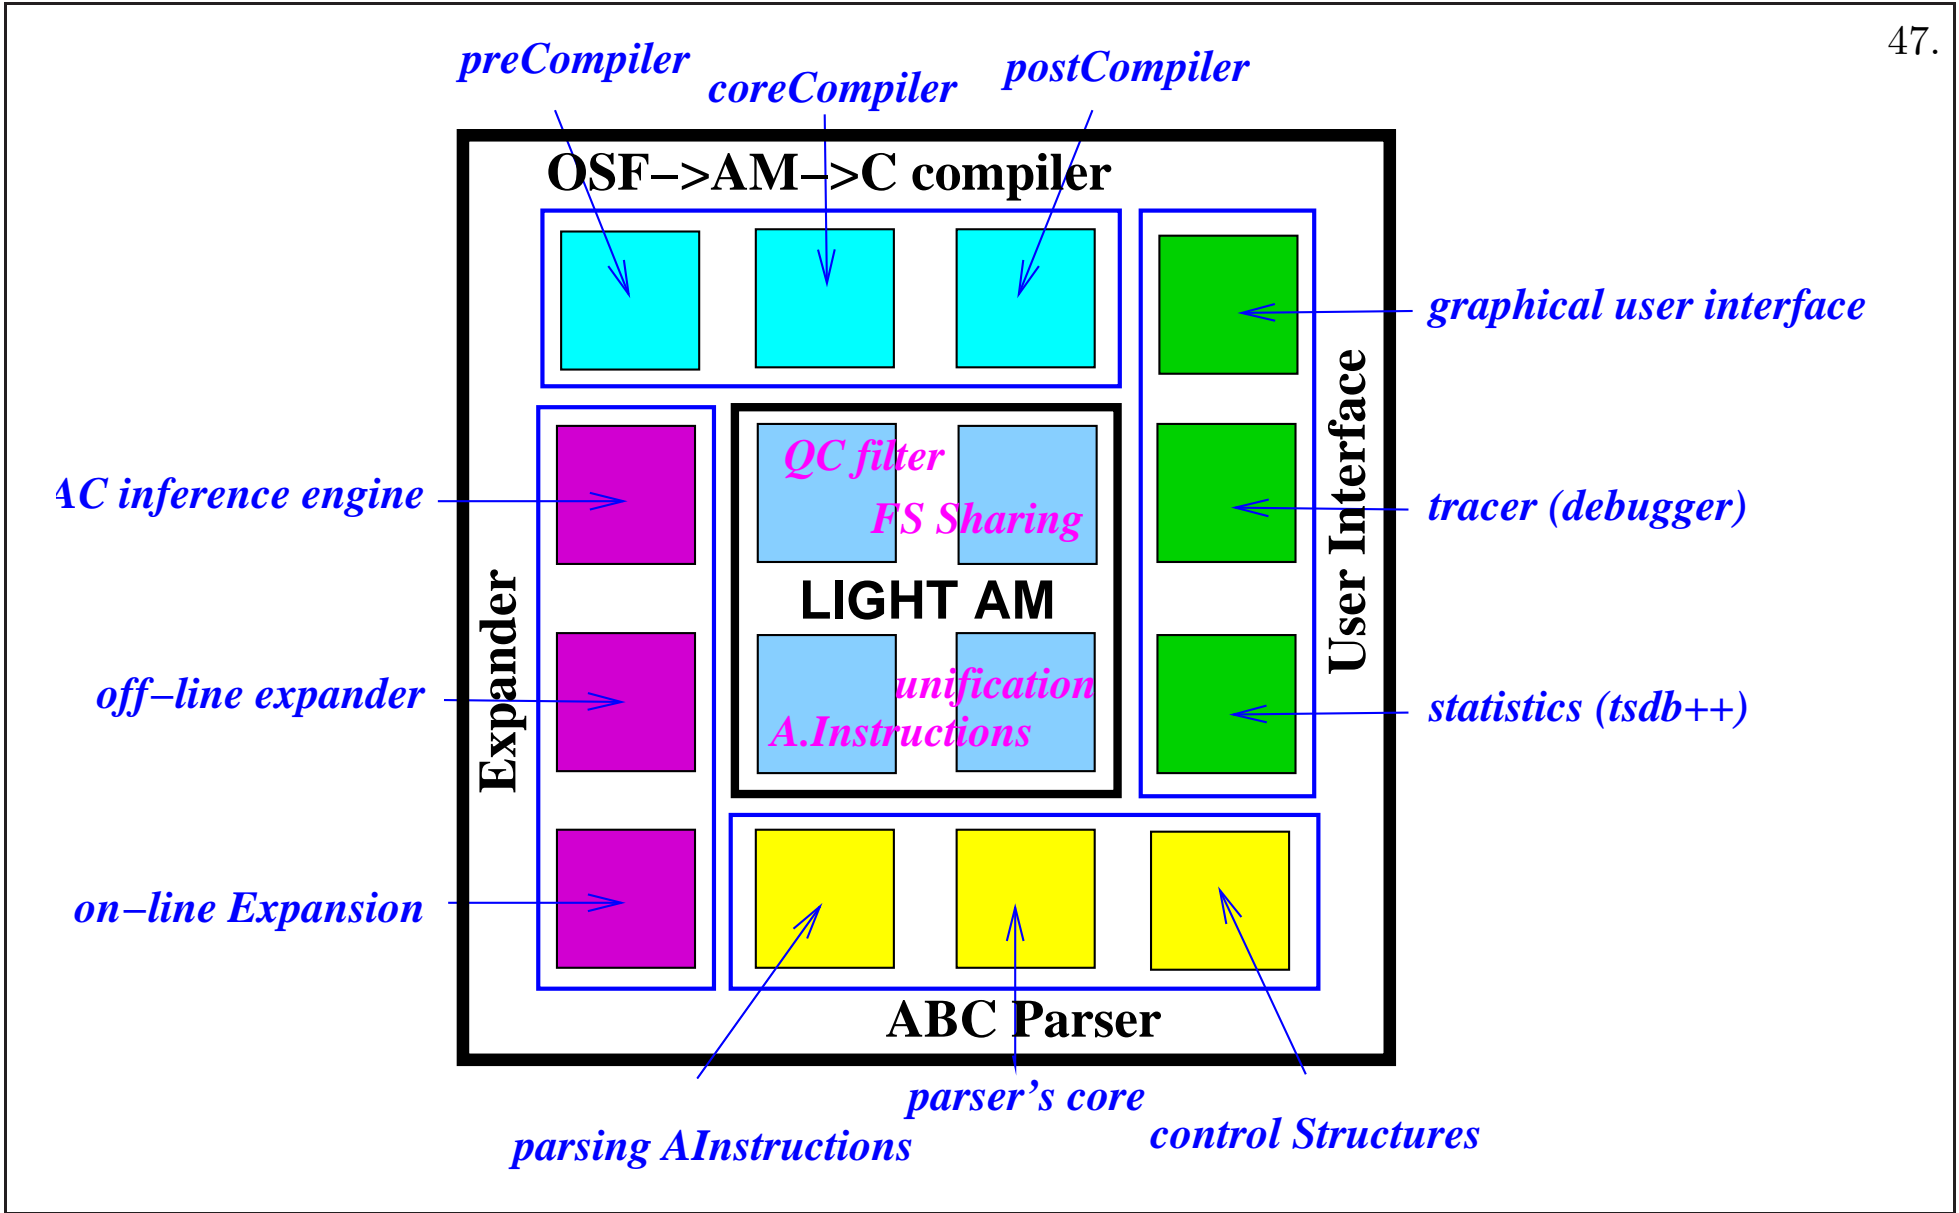 47.
preCompiler
coreCompiler
postCompiler
OSF–>AM–>C compiler
graphical user interface
User Interface
QC filter
AC inference engine
FS Sharing
tracer (debugger)
LIGHT AM
Expander
off–line expander
unification
statistics (tsdb++)
A.Instructions
on–line Expansion
ABC Parser
parser’s core
parsing AInstructions
control Structures